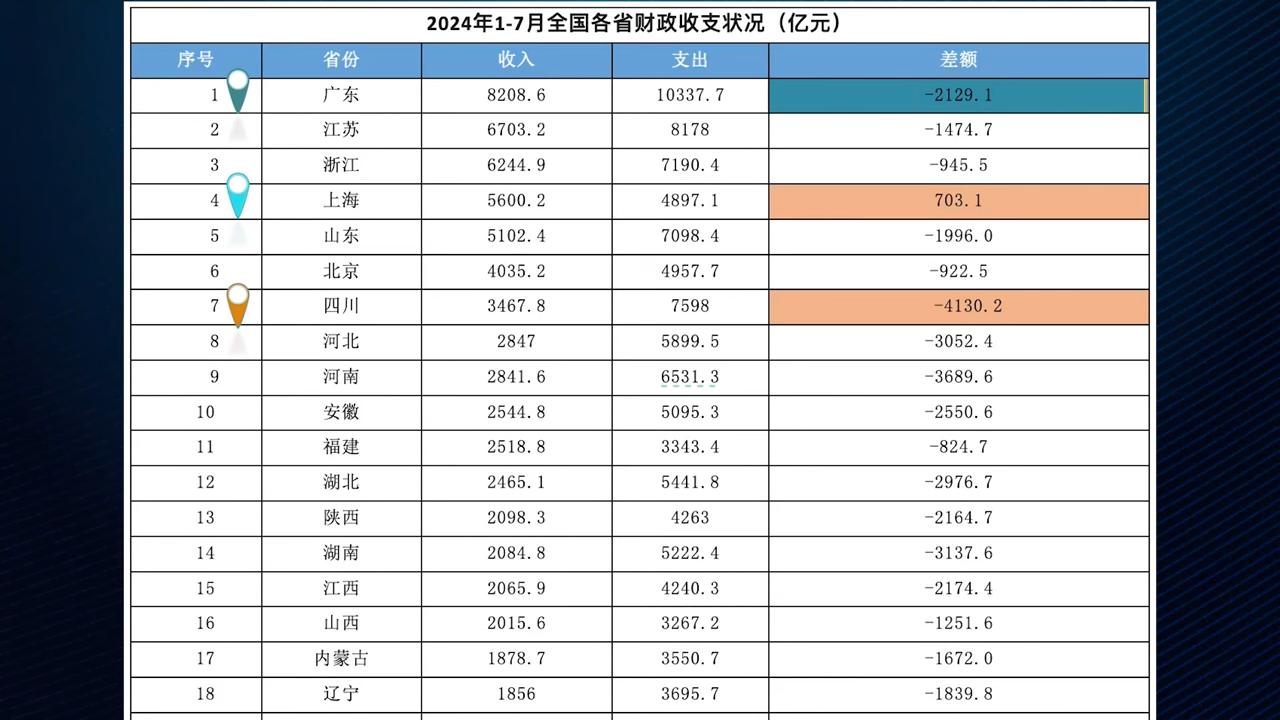 2024年1-7月全国各省财政收支状况（亿元）
序号 省份 收入 支出 差额
1 广东 8208.6 10337.7 -2129.1
2 江苏 6703.2 8178 -1474.7
3 浙江 6244.9 7190.4 -945.5
4 上海 5600.2 4897.1 703.1
5 山东 5102.4 7098.4 -1996.0
6 北京 4035.2 4957.7 -922.5
7 四川 3467.8 7598 -4130.2
8 河北 2847 5899.5 -3052.4
9 河南 2841.6 6531.3 -3689.6
10 安徽 2544.8 5095.3 -2550.6
11 福建 2518.8 3343.4 -824.7
12 湖北 2465.1 5441.8 -2976.7
13 陕西 2098.3 4263 -2164.7
14 湖南 2084.8 5222.4 -3137.6
15 江西 2065.9 4240.3 -2174.4
16 山西 2015.6 3267.2 -1251.6
17 内蒙古 1878.7 3550.7 -1672.0
18 辽宁 1856 3695.7 -1839.8